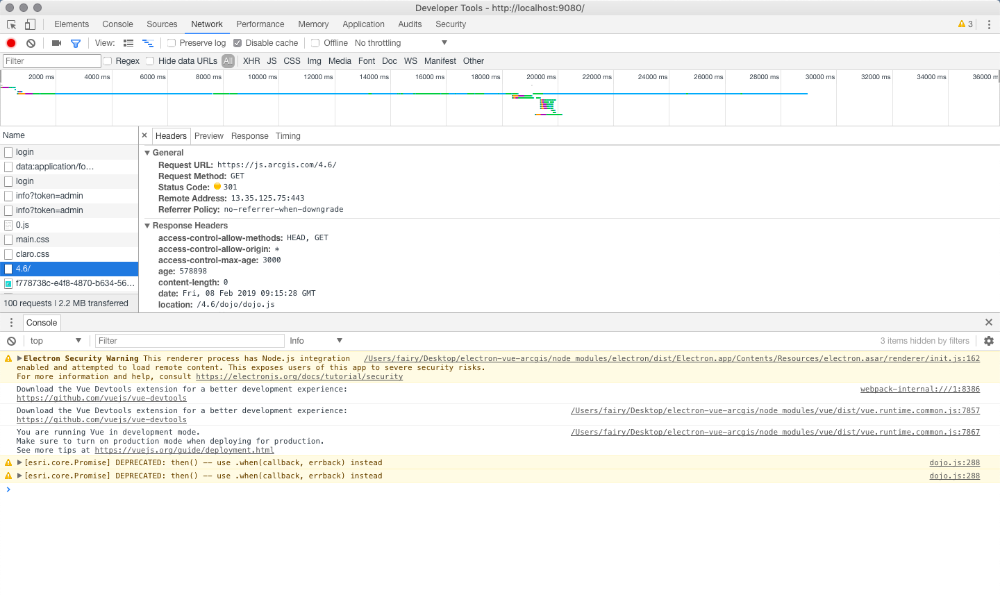 Developer Tools - http://localhost:9080/
Elements Console Sources Network Performance Memory Application Audits Security 3
View: Preserve log Disable cache Offline No throttling
Filter Regex Hide data URLs All XHR JS CSS Img Media Font Doc WS Manifest Other
2000 ms 4000 ms 6000 ms 8000 ms 10000 ms 12000 ms 14000 ms 16000 ms 18000 ms 20000 ms 22000 ms 24000 ms 26000 ms 28000 ms 30000 ms 32000 ms 34000 ms 36000 m
Name
login
data:application/fo…
login
info?token=admin
info?token=admin
0.js
main.css
claro.css
4.6/
f778738c-e4f8-4870-b634-56…
100 requests | 2.2 MB transferred
× Headers Preview Response Timing
General
Request URL: https://js.arcgis.com/4.6/
Request Method: GET
Status Code: 301
Remote Address: 13.35.125.75:443
Referrer Policy: no-referrer-when-downgrade
Response Headers
access-control-allow-methods: HEAD, GET
access-control-allow-origin: *
access-control-max-age: 3000
age: 578898
content-length: 0
date: Fri, 08 Feb 2019 09:15:28 GMT
location: /4.6/dojo/dojo.js
Console
top Filter Info 3 items hidden by filters
Electron Security Warning This renderer process has Node.js integration /Users/fairy/Desktop/electron-vue-arcgis/node_modules/electron/dist/Electron.app/Contents/Resources/electron.asar/renderer/init.js:162
enabled and attempted to load remote content. This exposes users of this app to severe security risks.
For more information and help, consult https://electronjs.org/docs/tutorial/security
Download the Vue Devtools extension for a better development experience: webpack-internal:///1:8386
https://github.com/vuejs/vue-devtools
Download the Vue Devtools extension for a better development experience: /Users/fairy/Desktop/electron-vue-arcgis/node_modules/vue/dist/vue.runtime.common.js:7857
https://github.com/vuejs/vue-devtools
You are running Vue in development mode. /Users/fairy/Desktop/electron-vue-arcgis/node_modules/vue/dist/vue.runtime.common.js:7867
Make sure to turn on production mode when deploying for production.
See more tips at https://vuejs.org/guide/deployment.html
[esri.core.Promise] DEPRECATED: then() -- use .when(callback, errback) instead dojo.js:288
[esri.core.Promise] DEPRECATED: then() -- use .when(callback, errback) instead dojo.js:288